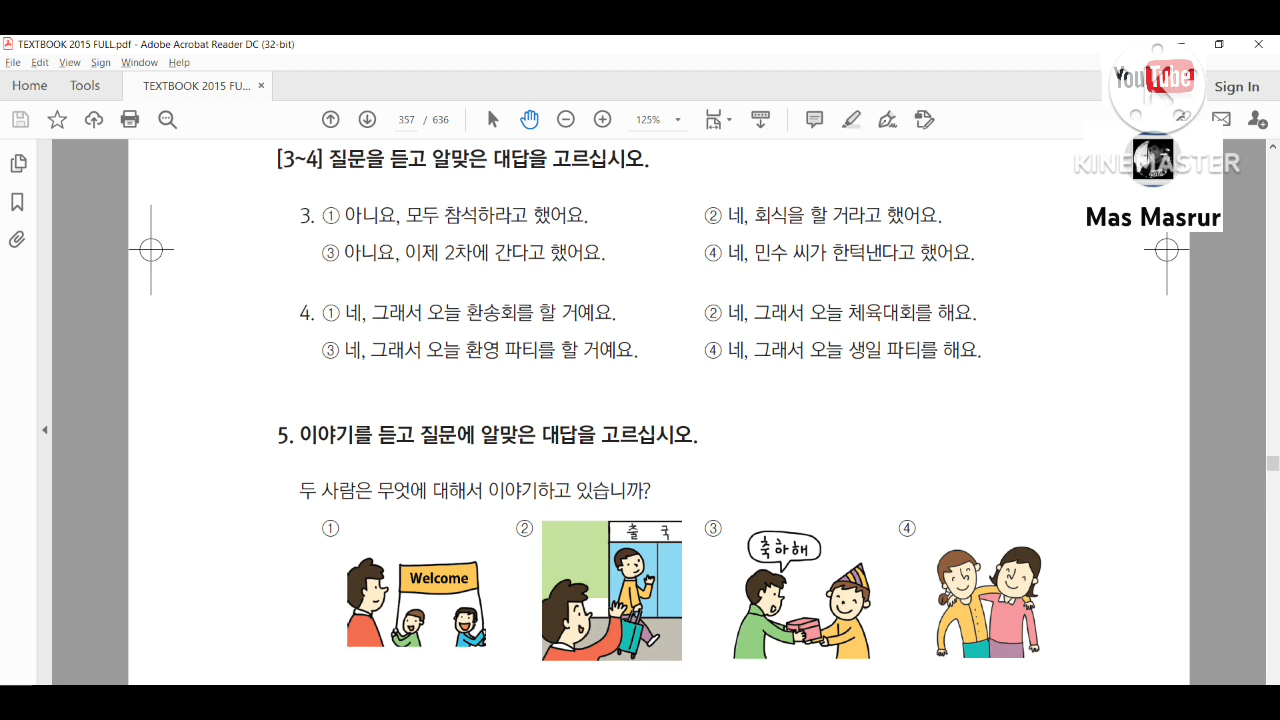 TEXTBOOK 2015 FULL.pdf - Adobe Acrobat Reader DC (32-bit)
File Edit View Sign Window Help
Home Tools TEXTBOOK 2015 FU... ×
YouTube
Sign In
357 / 636
125%
KINEMASTER
Mas Masrur
[3~4] 질문을 듣고 알맞은 대답을 고르십시오.
3. ① 아니요, 모두 참석하라고 했어요.
② 네, 회식을 할 거라고 했어요.
③ 아니요, 이제 2차에 간다고 했어요.
④ 네, 민수 씨가 한턱낸다고 했어요.
4. ① 네, 그래서 오늘 환송회를 할 거예요.
② 네, 그래서 오늘 체육대회를 해요.
③ 네, 그래서 오늘 환영 파티를 할 거예요.
④ 네, 그래서 오늘 생일 파티를 해요.
5. 이야기를 듣고 질문에 알맞은 대답을 고르십시오.
두 사람은 무엇에 대해서 이야기하고 있습니까?
①
Welcome
②
출 국
③
축하해
④